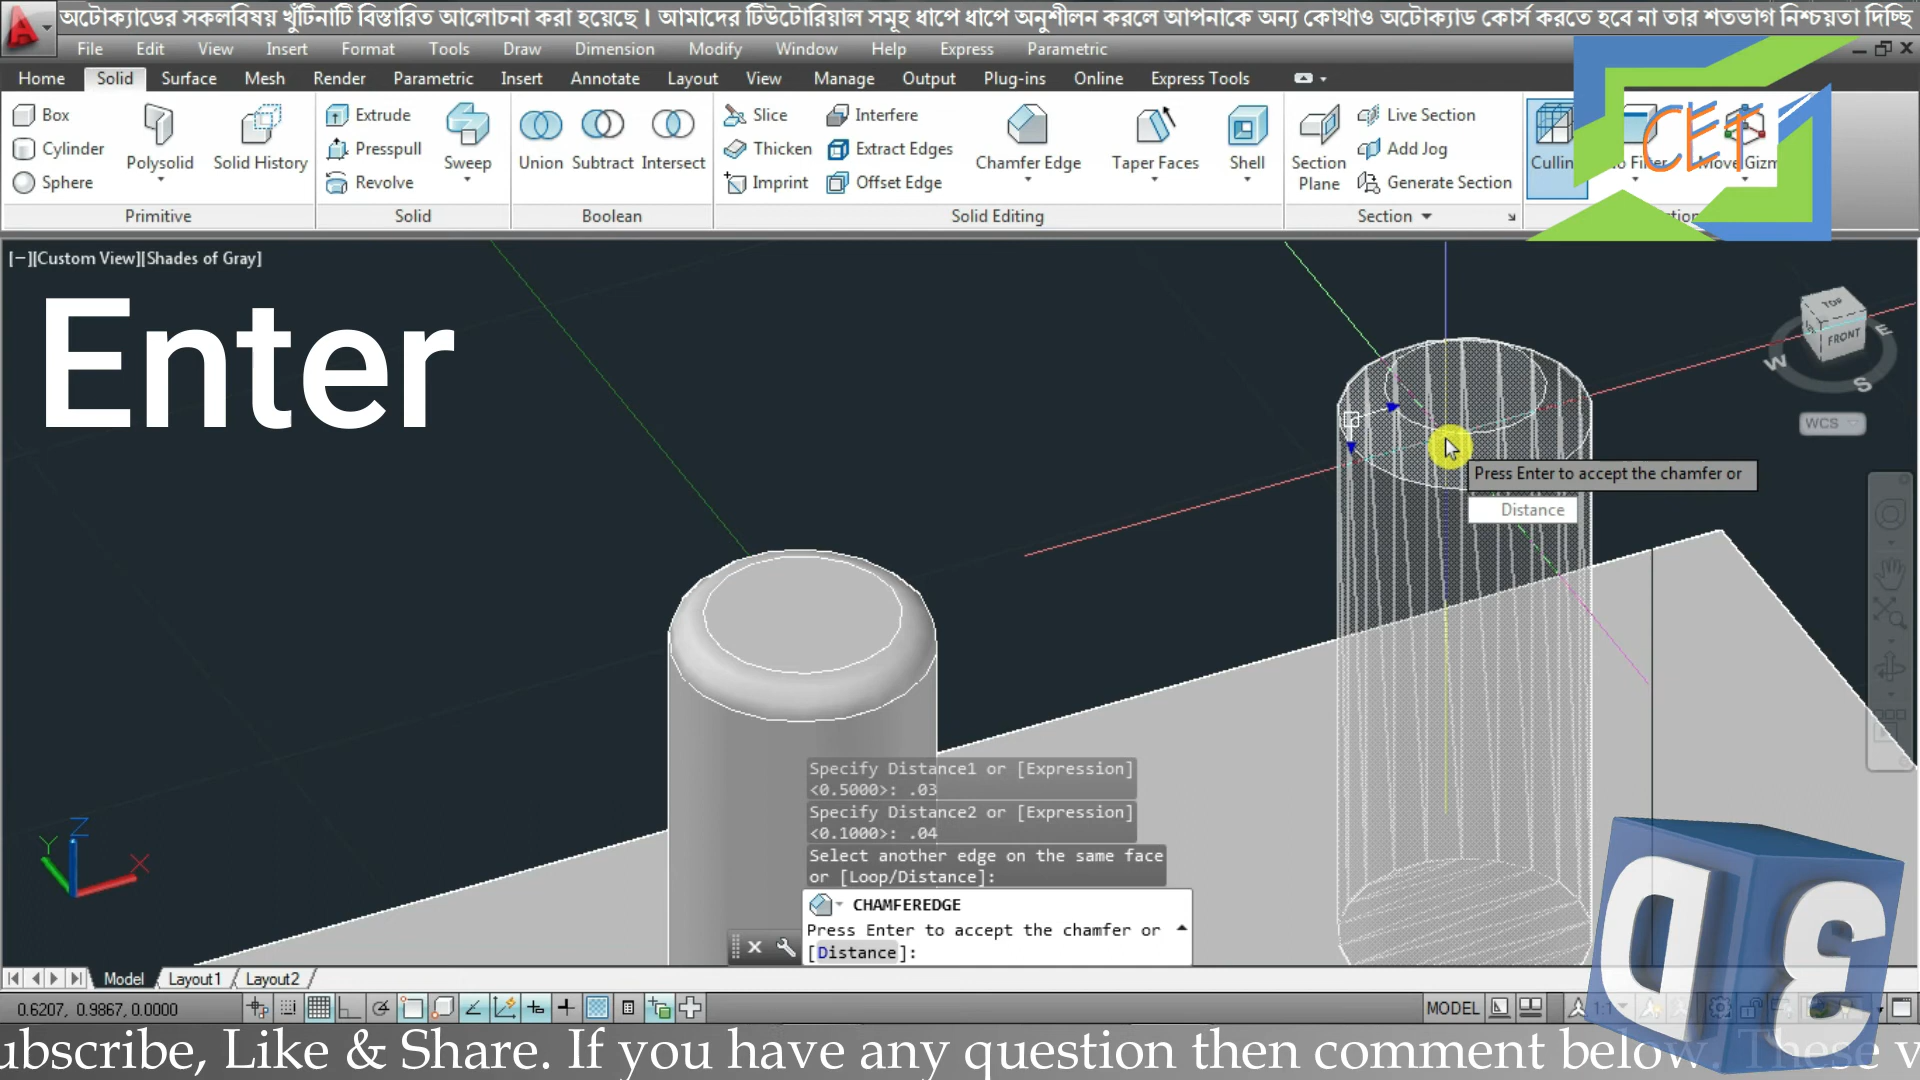 অটোক্যাডের সকলবিষয় খুঁটিনাটি বিস্তারিত আলোচনা করা হয়েছে। আমাদের টিউটোরিয়াল সমূহ ধাপে ধাপে অনুশীলন করলে আপনাকে অন্য কোথাও অটোক্যাড কোর্স করতে হবে না তার শতভাগ নিশ্চয়তা দিচ্ছি
File Edit View Insert Format Tools Draw Dimension Modify Window Help Express Parametric
Home Solid Surface Mesh Render Parametric Insert Annotate Layout View Manage Output Plug-ins Online Express Tools
Box
Cylinder
Sphere
Polysolid
Solid History
Primitive
Extrude
Presspull
Revolve
Sweep
Solid
Union Subtract Intersect
Boolean
Slice
Thicken
Imprint
Interfere
Extract Edges
Offset Edge
Chamfer Edge
Taper Faces
Shell
Solid Editing
Section Plane
Live Section
Add Jog
Generate Section
Section
CET
[−][Custom View][Shades of Gray]
Enter
TOP
FRONT
W
S
E
WCS
Press Enter to accept the chamfer or
Distance
Specify Distance1 or [Expression]
<0.5000>: .03
Specify Distance2 or [Expression]
<0.1000>: .04
Select another edge on the same face
or [Loop/Distance]:
CHAMFEREDGE
Press Enter to accept the chamfer or
[Distance]:
Z
Y
X
Model Layout1 Layout2
0.6207, 0.9867, 0.0000
MODEL
1:1
ubscribe, Like & Share. If you have any question then comment below. These v